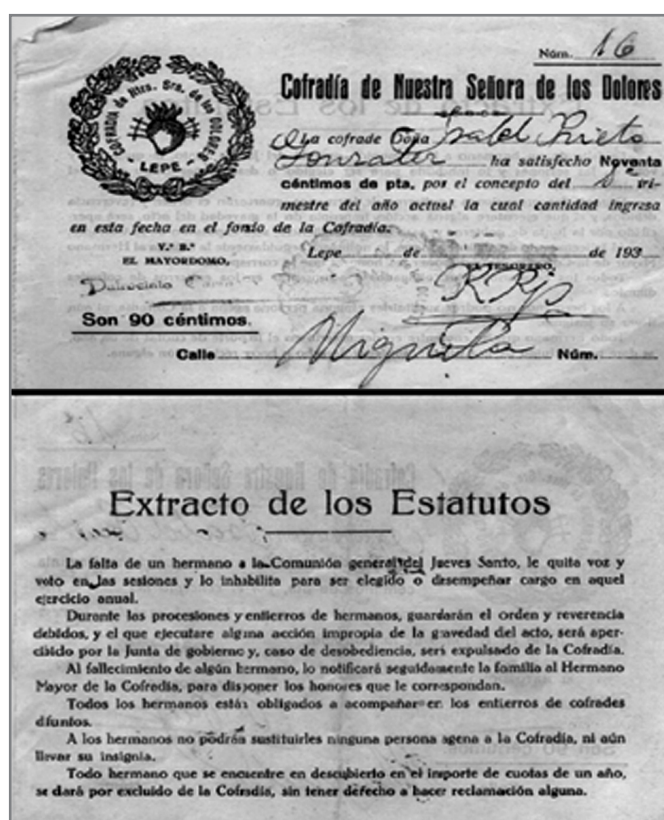 Núm. 16
COFRADÍA de Ntra. Sra. de los DOLORES
- LEPE -
Cofradía de Nuestra Señora de los Dolores
La cofrade Doña Isabel Prieto
ha satisfecho Noventa
céntimos de pta. por el concepto del tri-
mestre del año actual la cual cantidad ingresa
en esta fecha en el fondo de la Cofradía.
V.º B.º
EL MAYORDOMO,
Lepe de de 193
TESORERO,
Son 90 céntimos.
Calle Núm.
Extracto de los Estatutos
La falta de un hermano a la Comunión general del Jueves Santo, le quita voz y
voto en las sesiones y lo inhabilita para ser elegido o desempeñar cargo en aquel
ejercicio anual.
Durante las procesiones y entierros de hermanos, guardarán el orden y reverencia
debidos, y el que ejecutare alguna acción impropia de la gravedad del acto, será aper-
cibido por la Junta de gobierno y, caso de desobediencia, será expulsado de la Cofradía.
Al fallecimiento de algún hermano, lo notificará seguidamente la familia al Hermano
Mayor de la Cofradía, para disponer los honores que le correspondan.
Todos los hermanos están obligados a acompañar en los entierros de cofrades
difuntos.
A los hermanos no podrán sustituirles ninguna persona agena a la Cofradía, ni aún
llevar su insignia.
Todo hermano que se encuentre en descubierto en el importe de cuotas de un año,
se dará por excluido de la Cofradía, sin tener defecho a hacer reclamación alguna.